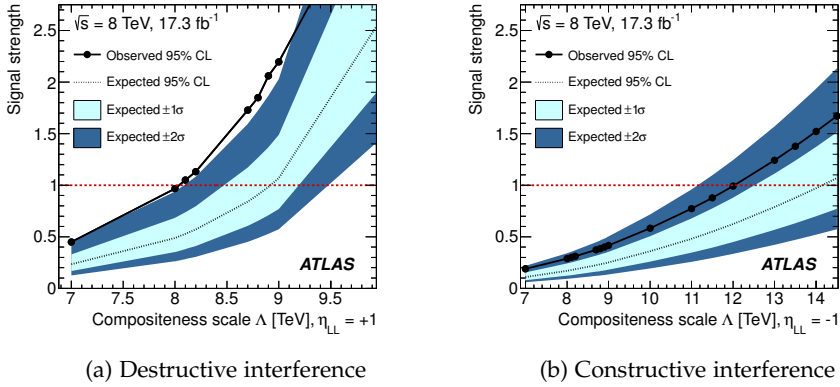 Signal strength
√s = 8 TeV, 17.3 fb⁻¹
Observed 95% CL
Expected 95% CL
Expected ±1σ
Expected ±2σ
ATLAS
0
0.5
1
1.5
2
2.5
7
7.5
8
8.5
9
9.5
Compositeness scale Λ [TeV], η_LL = +1
(a) Destructive interference
Signal strength
√s = 8 TeV, 17.3 fb⁻¹
Observed 95% CL
Expected 95% CL
Expected ±1σ
Expected ±2σ
ATLAS
0
0.5
1
1.5
2
2.5
7
8
9
10
11
12
13
14
Compositeness scale Λ [TeV], η_LL = -1
(b) Constructive interference